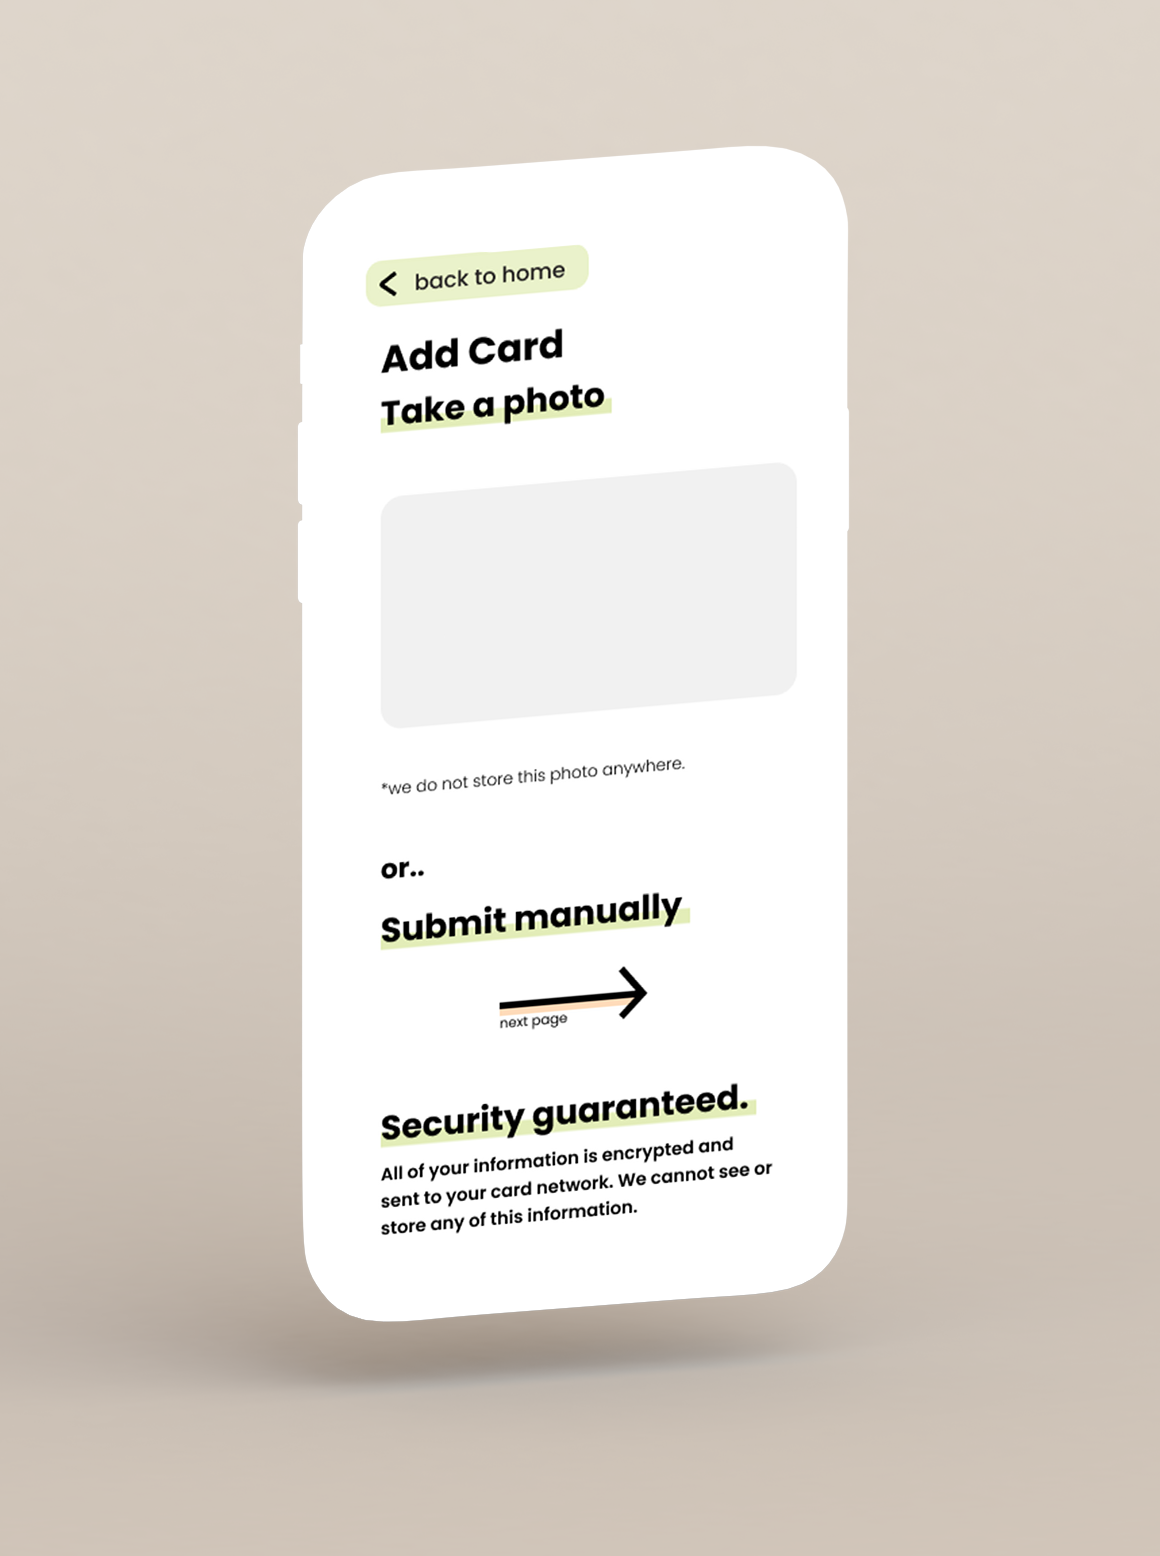 back to home
Add Card
Take a photo
*we do not store this photo anywhere.
or..
Submit manually
next page
Security guaranteed.
All of your information is encrypted and
sent to your card network. We cannot see or
store any of this information.